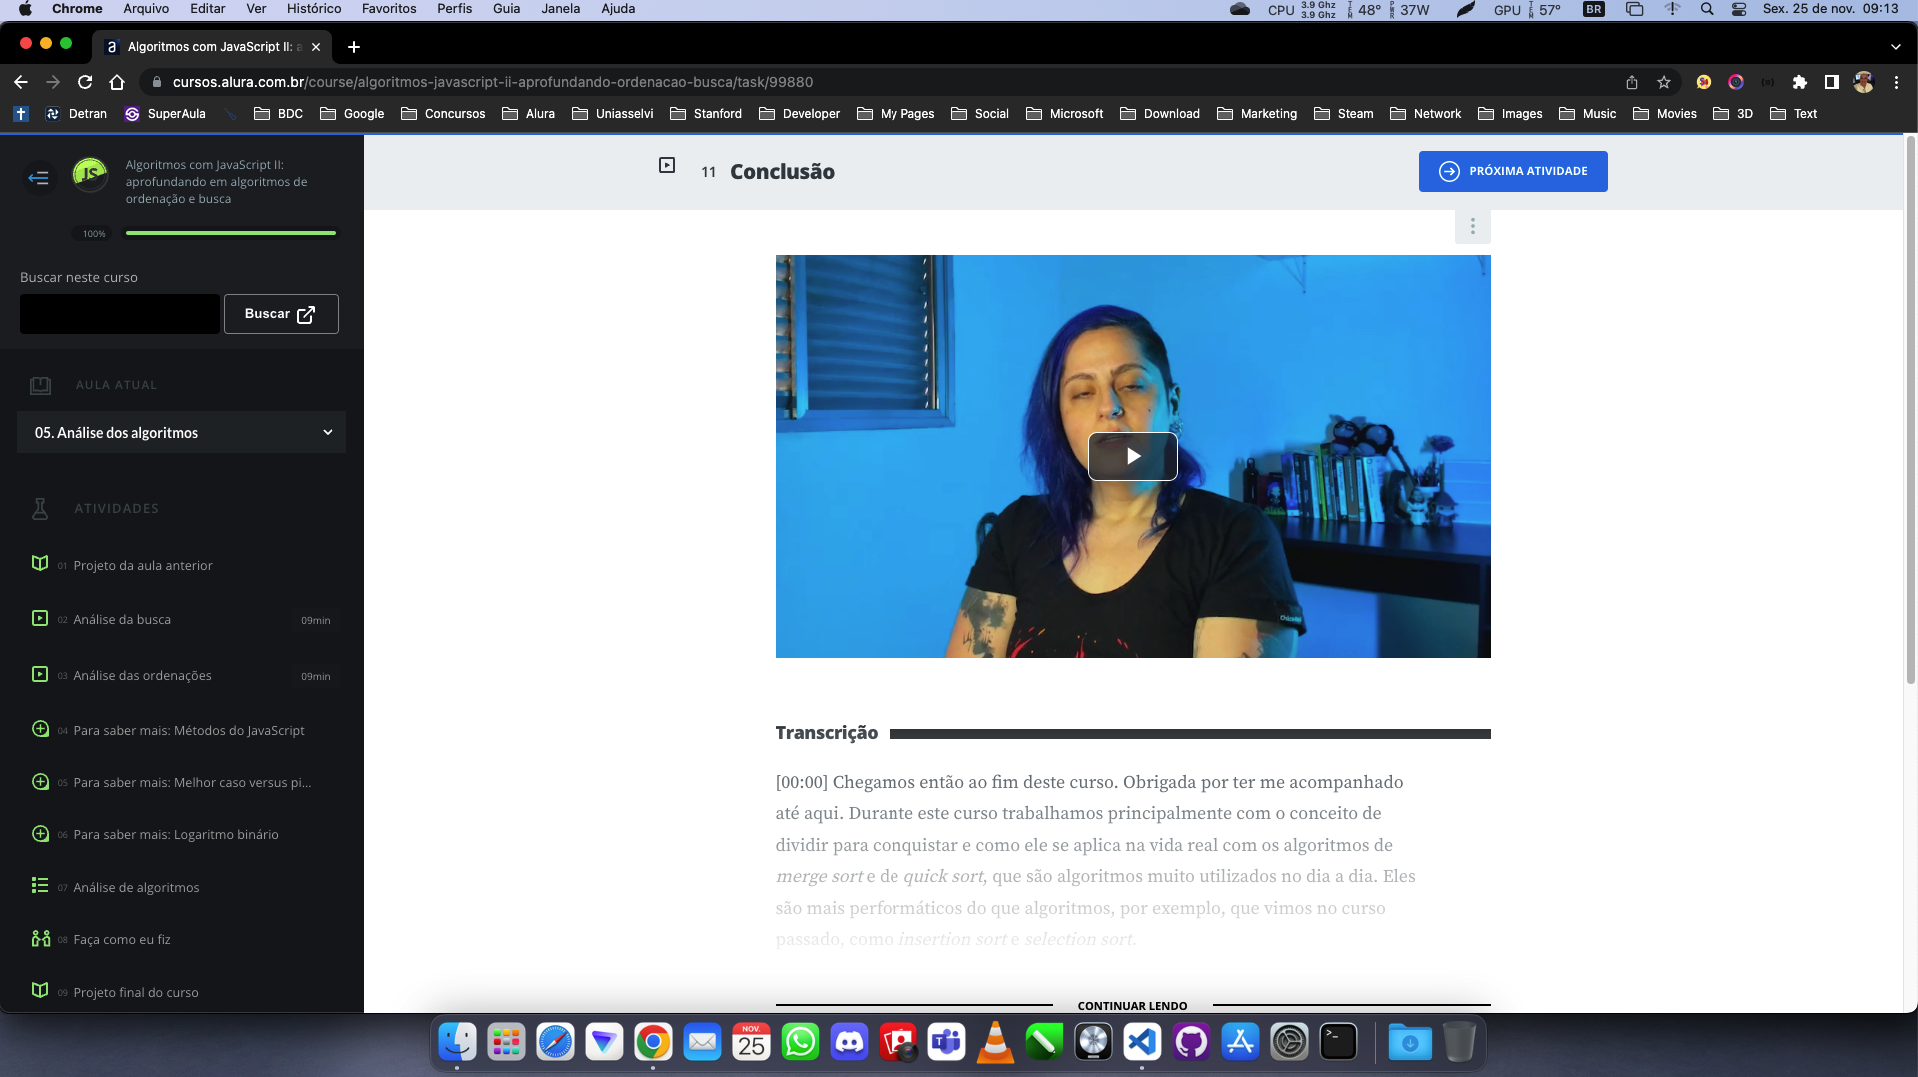 Chrome Arquivo Editar Ver Histórico Favoritos Perfis Guia Janela Ajuda
CPU 3.9 Ghz 3.9 Ghz TEM 48° PWR 37W GPU TEM 57° BR Sex. 25 de nov. 09:13
Algoritmos com JavaScript II: a
cursos.alura.com.br/course/algoritmos-javascript-ii-aprofundando-ordenacao-busca/task/99880
Detran SuperAula BDC Google Concursos Alura Uniasselvi Stanford Developer My Pages Social Microsoft Download Marketing Steam Network Images Music Movies 3D Text
JS
Algoritmos com JavaScript II:
aprofundando em algoritmos de
ordenação e busca
100%
Buscar neste curso
Buscar
AULA ATUAL
05. Análise dos algoritmos
ATIVIDADES
01 Projeto da aula anterior
02 Análise da busca 09min
03 Análise das ordenações 09min
04 Para saber mais: Métodos do JavaScript
05 Para saber mais: Melhor caso versus pi...
06 Para saber mais: Logaritmo binário
07 Análise de algoritmos
08 Faça como eu fiz
09 Projeto final do curso
11 Conclusão
PRÓXIMA ATIVIDADE
Transcrição
[00:00] Chegamos então ao fim deste curso. Obrigada por ter me acompanhado
até aqui. Durante este curso trabalhamos principalmente com o conceito de
dividir para conquistar e como ele se aplica na vida real com os algoritmos de
merge sort e de quick sort, que são algoritmos muito utilizados no dia a dia. Eles
são mais performáticos do que algoritmos, por exemplo, que vimos no curso
passado, como insertion sort e selection sort.
CONTINUAR LENDO
NOV.
25